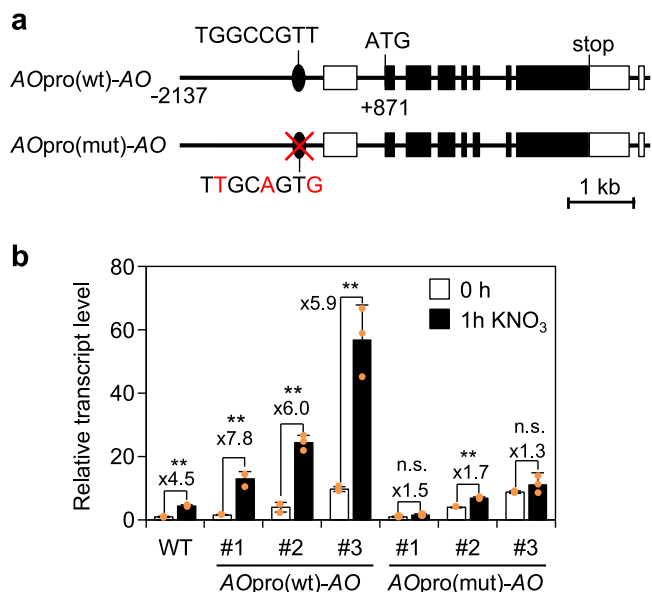 a
TGGCCGTT
ATG
stop
AOpro(wt)-AO
-2137
+871
AOpro(mut)-AO
TTGCAGTG
1 kb
b
Relative transcript level
80
60
40
20
0
0 h
1h KNO₃
** x4.5
** x7.8
** x6.0
** x5.9
n.s. x1.5
** x1.7
n.s. x1.3
WT #1 #2 #3 #1 #2 #3
AOpro(wt)-AO AOpro(mut)-AO